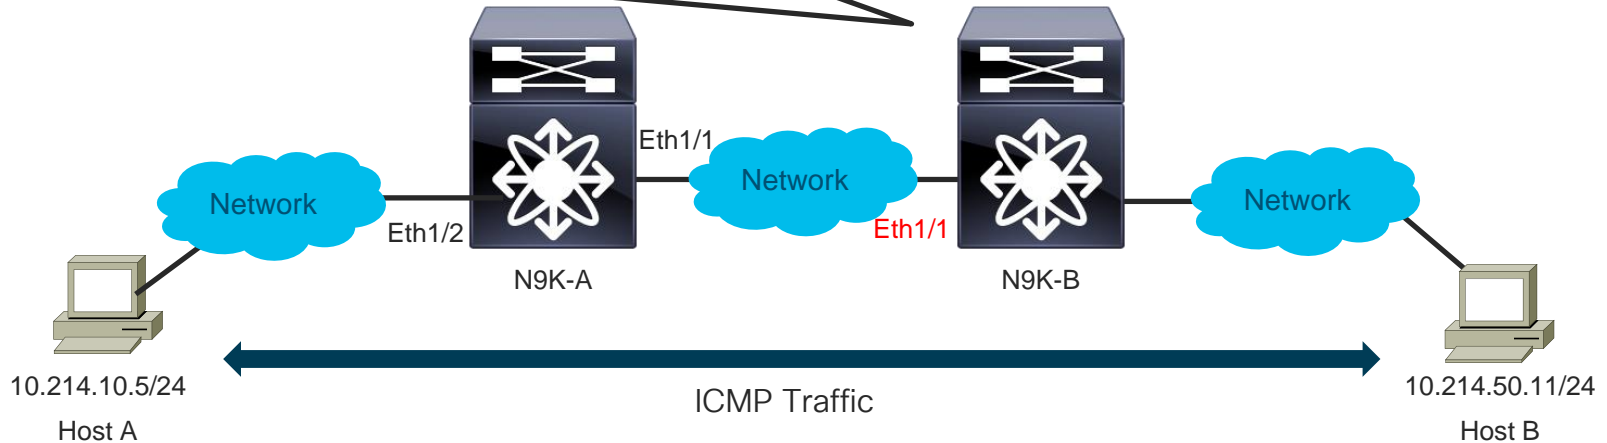 Eth1/1
Network
Network
Network
Eth1/2
Eth1/1
N9K-A
N9K-B
10.214.10.5/24
ICMP Traffic
10.214.50.11/24
Host A
Host B